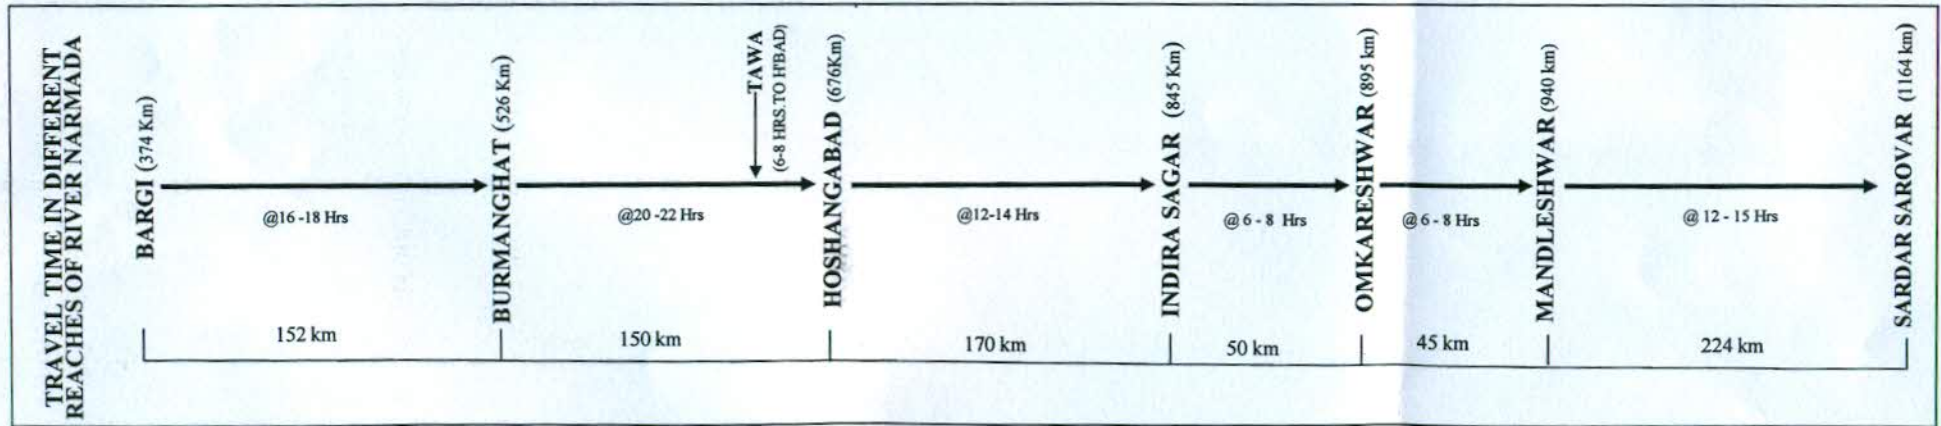 TRAVEL TIME IN DIFFERENT
REACHES OF RIVER NARMADA
BARGI (374 Km)
@16 -18 Hrs
BURMANGHAT (526 Km)
@20 -22 Hrs
TAWA
(6-8 HRS.TO H'BAD)
HOSHANGABAD (676Km)
@12-14 Hrs
INDIRA SAGAR (845 Km)
@ 6 - 8 Hrs
OMKARESHWAR (895 km)
@ 6 - 8 Hrs
MANDLESHWAR (940 km)
@ 12 - 15 Hrs
SARDAR SAROVAR (1164 km)
152 km
150 km
170 km
50 km
45 km
224 km